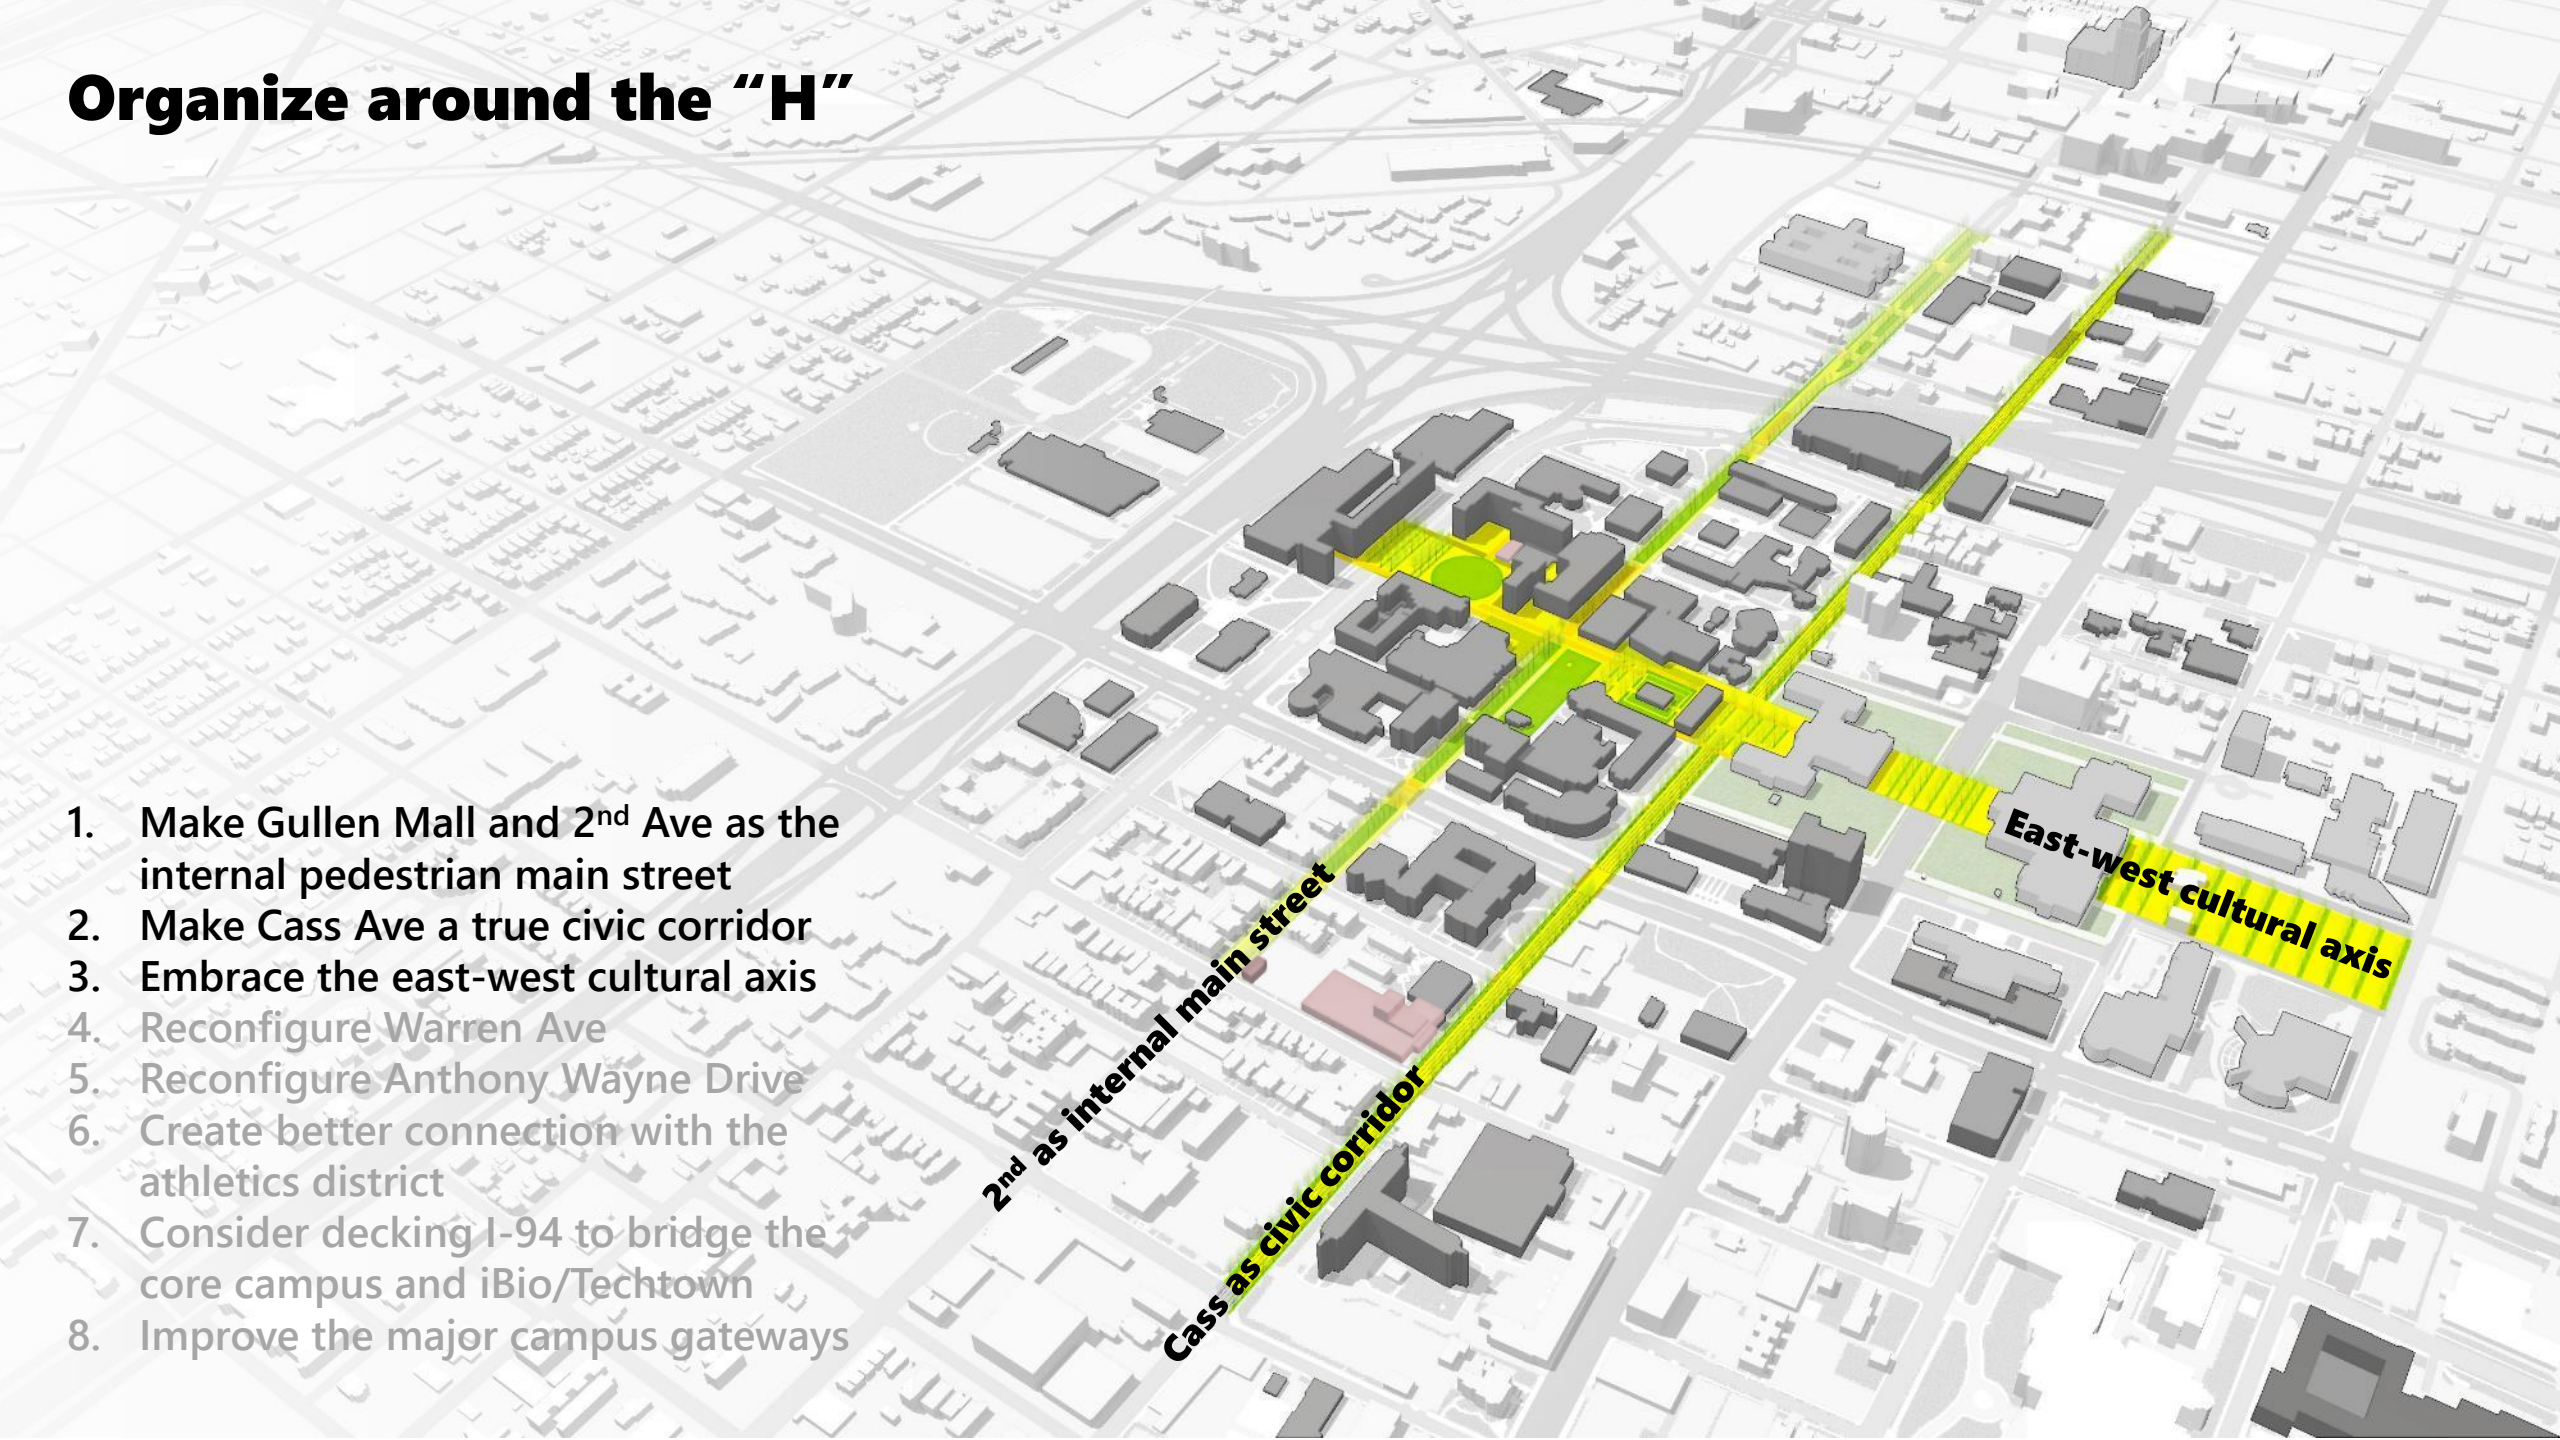 Organize around the “H”
1. Make Gullen Mall and 2nd Ave as the
internal pedestrian main street
2. Make Cass Ave a true civic corridor
3. Embrace the east-west cultural axis
4. Reconfigure Warren Ave
5. Reconfigure Anthony Wayne Drive
6. Create better connection with the
athletics district
7. Consider decking I-94 to bridge the
core campus and iBio/Techtown
8. Improve the major campus gateways
2nd as internal main street
Cass as civic corridor
East-west cultural axis